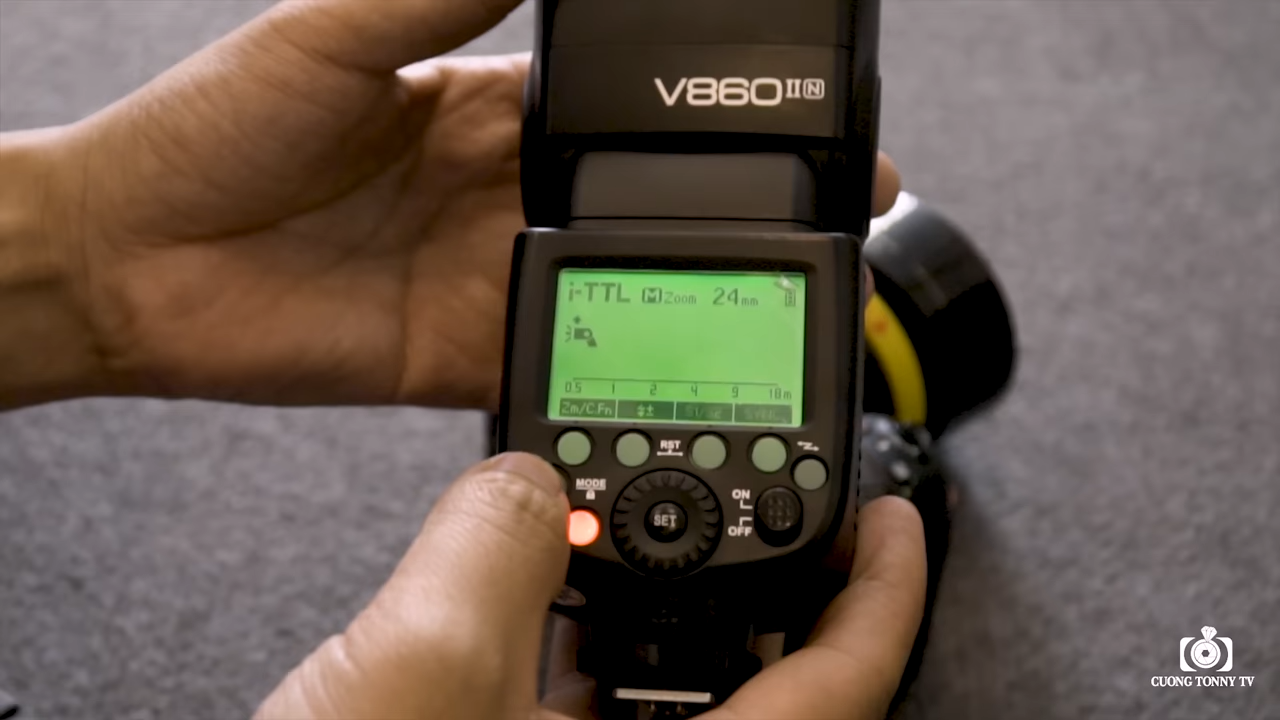 V860IIN
i-TTL M Zoom 24mm
0.5 1 2 4 9 18m
Zm/C.Fn
RST
MODE
SET
ON
OFF
CUONG TONNY TV